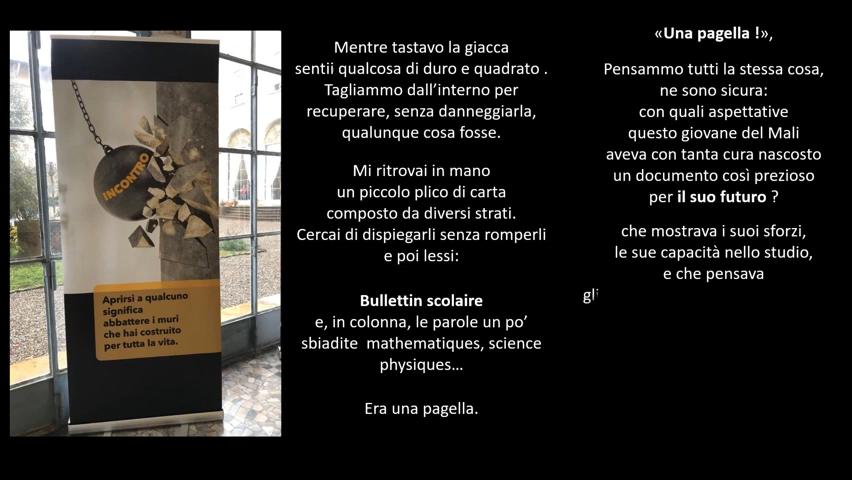 INCONTRO
Aprirsi a qualcuno
significa
abbattere i muri
che hai costruito
per tutta la vita.
Mentre tastavo la giacca
sentii qualcosa di duro e quadrato .
Tagliammo dall’interno per
recuperare, senza danneggiarla,
qualunque cosa fosse.
Mi ritrovai in mano
un piccolo plico di carta
composto da diversi strati.
Cercai di dispiegarli senza romperli
e poi lessi:
Bullettin scolaire
e, in colonna, le parole un po’
sbiadite mathematiques, science
physiques…
Era una pagella.
«Una pagella !»,
Pensammo tutti la stessa cosa,
ne sono sicura:
con quali aspettative
questo giovane del Mali
aveva con tanta cura nascosto
un documento così prezioso
per il suo futuro ?
che mostrava i suoi sforzi,
le sue capacità nello studio,
e che pensava
gli